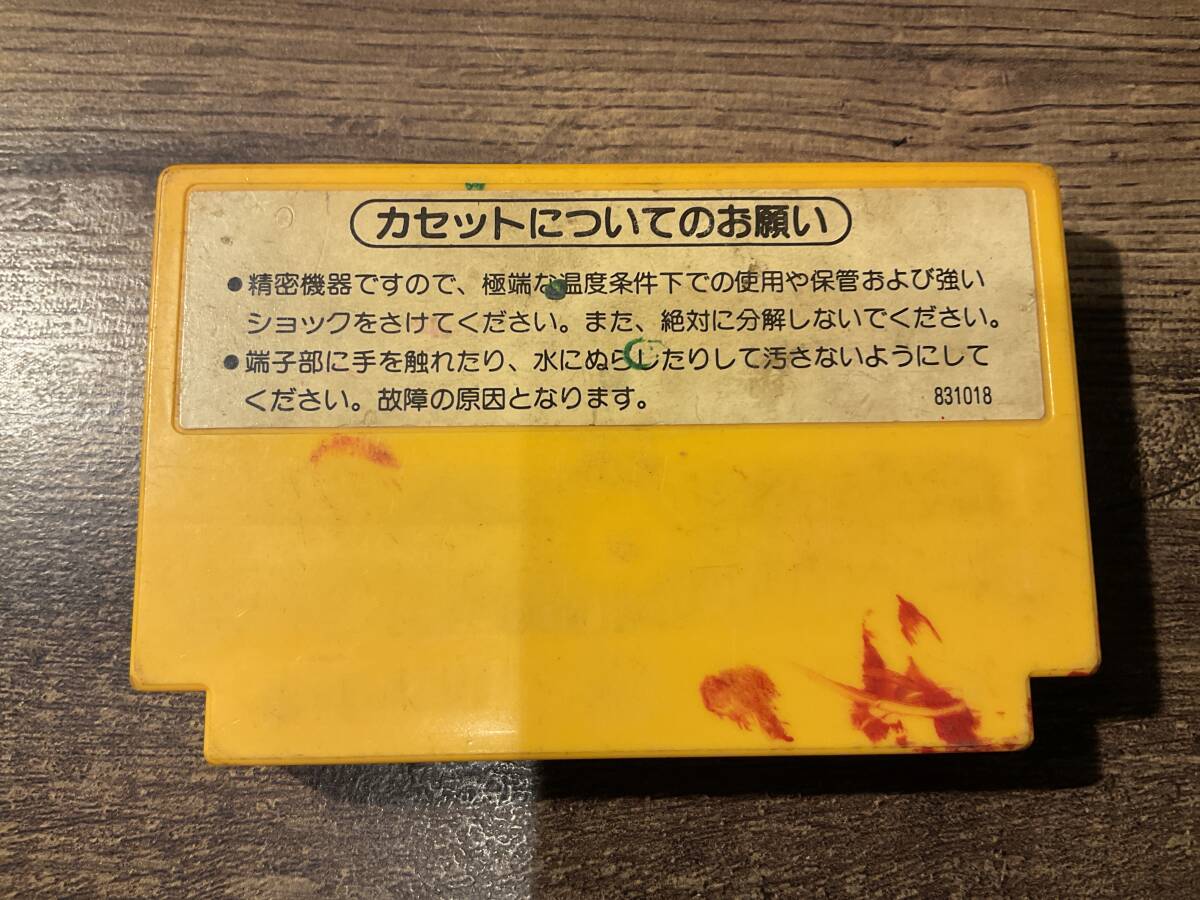 カセットについてのお願い
●精密機器ですので、極端な温度条件下での使用や保管および強い
ショックをさけてください。また、絶対に分解しないでください。
●端子部に手を触れたり、水にぬらしたりして汚さないようにして
ください。故障の原因となります。
831018